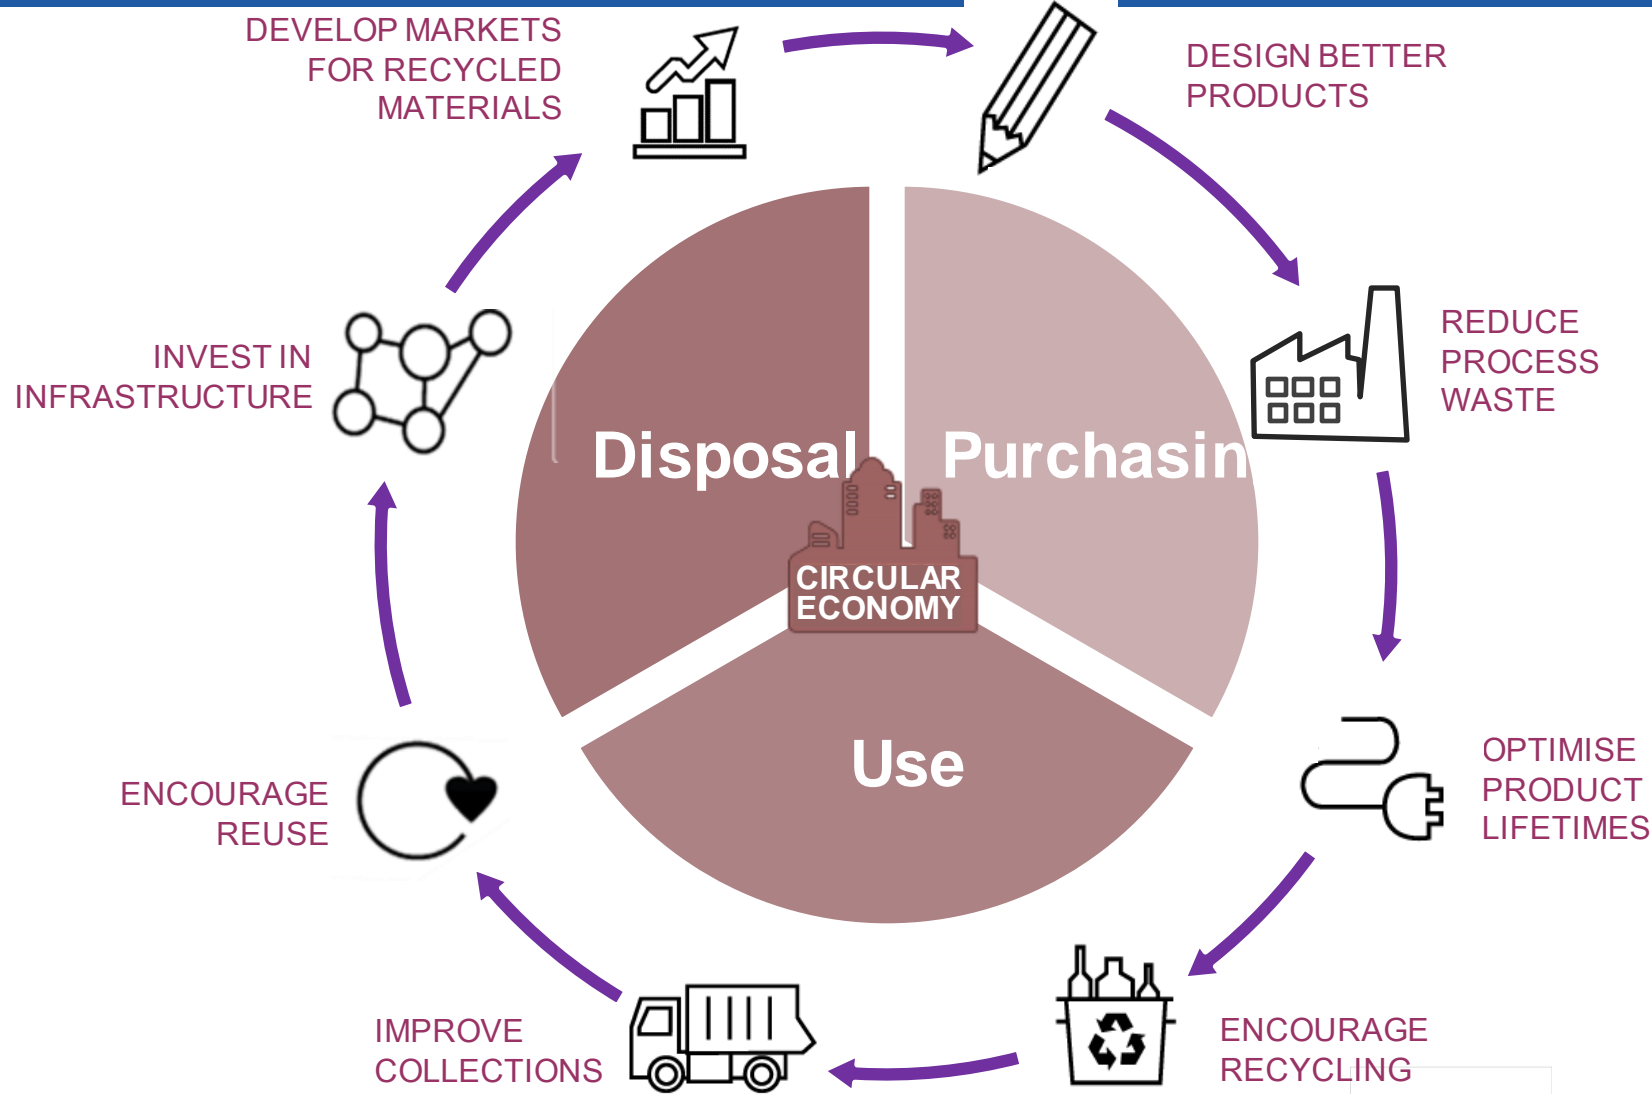 DEVELOP MARKETS
FOR RECYCLED
MATERIALS
DESIGN BETTER
PRODUCTS
REDUCE
PROCESS
WASTE
OPTIMISE
PRODUCT
LIFETIMES
ENCOURAGE
RECYCLING
IMPROVE
COLLECTIONS
ENCOURAGE
REUSE
INVEST IN
INFRASTRUCTURE
Disposal
Purchasin
Use
CIRCULAR
ECONOMY